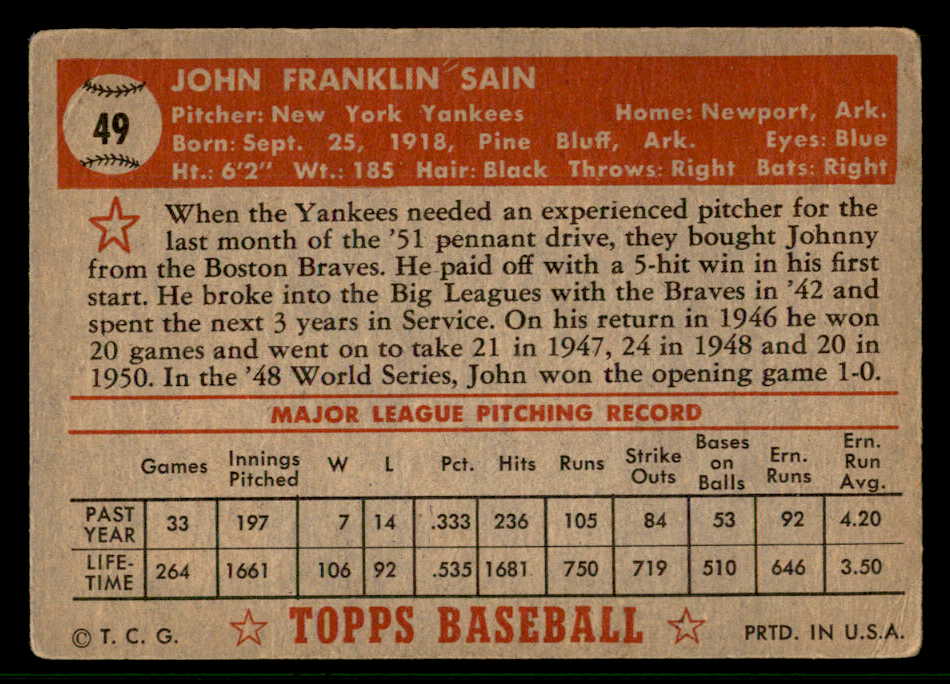 49
JOHN FRANKLIN SAIN
Pitcher: New York Yankees Home: Newport, Ark.
Born: Sept. 25, 1918, Pine Bluff, Ark. Eyes: Blue
Ht.: 6'2" Wt.: 185 Hair: Black Throws: Right Bats: Right
When the Yankees needed an experienced pitcher for the
last month of the '51 pennant drive, they bought Johnny
from the Boston Braves. He paid off with a 5-hit win in his first
start. He broke into the Big Leagues with the Braves in '42 and
spent the next 3 years in Service. On his return in 1946 he won
20 games and went on to take 21 in 1947, 24 in 1948 and 20 in
1950. In the '48 World Series, John won the opening game 1-0.
MAJOR LEAGUE PITCHING RECORD
Games Innings Pitched W L Pct. Hits Runs Strike Outs Bases on Balls Ern. Runs Ern. Run Avg.
PAST YEAR 33 197 7 14 .333 236 105 84 53 92 4.20
LIFE-TIME 264 1661 106 92 .535 1681 750 719 510 646 3.50
© T. C. G. TOPPS BASEBALL PRTD. IN U.S.A.